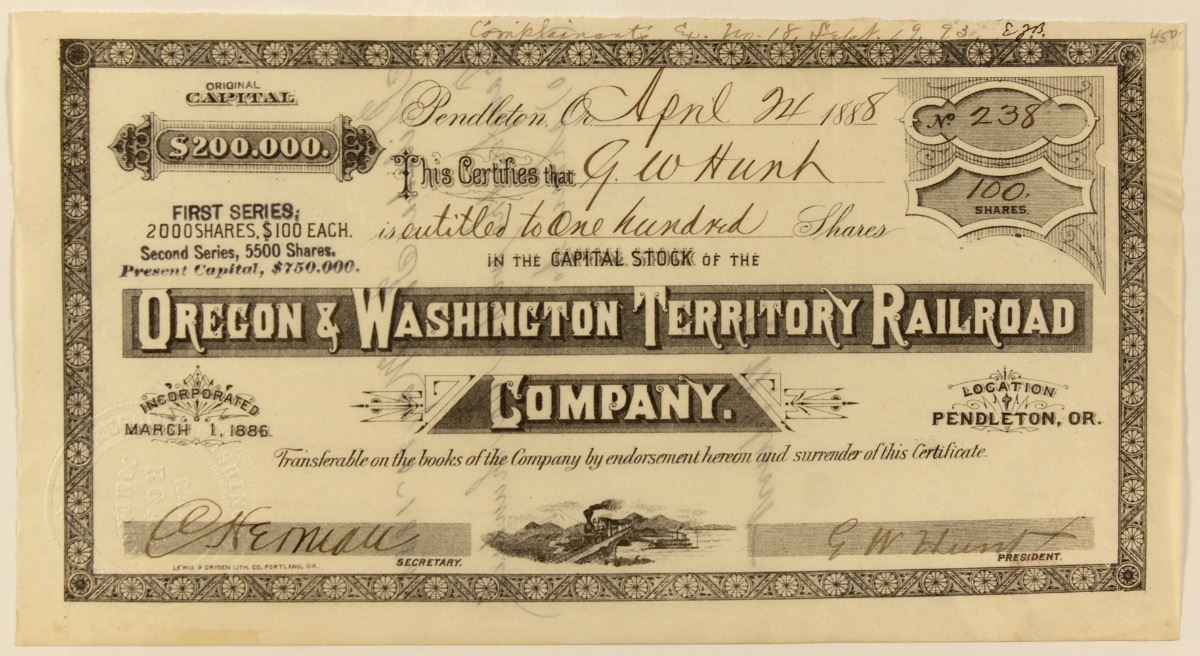 Complainants Ex. No. 18, Sept. 19 93 EJB.
450
ORIGINAL
CAPITAL
$200.000.
Pendleton, Or. April 24 1888
No 238
This Certifies that G. W Hunt
100.
SHARES.
FIRST SERIES;
2000 SHARES, $100 EACH.
Second Series, 5500 Shares.
Present Capital, $750.000.
is entitled to One hundred Shares
IN THE CAPITAL STOCK OF THE
OREGON & WASHINGTON TERRITORY RAILROAD
COMPANY.
INCORPORATED
MARCH 1, 1886.
LOCATION
PENDLETON, OR.
Transferable on the books of the Company by endorsement hereon and surrender of this Certificate.
SECRETARY.
G W Hunt
PRESIDENT.
LEWIS & DRYDEN LITH. CO. PORTLAND, OR.